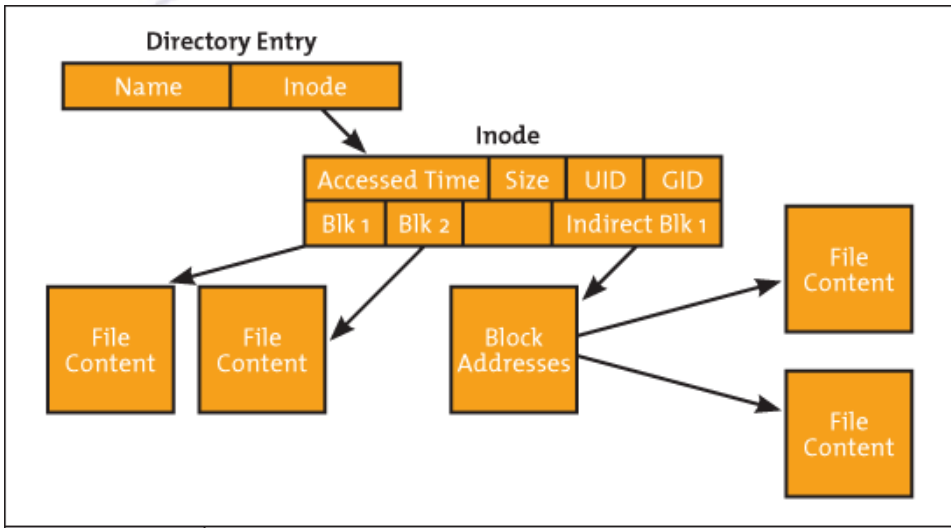 Directory Entry
Name Inode
Inode
Accessed Time Size UID GID
Blk 1 Blk 2 Indirect Blk 1
File
Content
File
Content
Block
Addresses
File
Content
File
Content